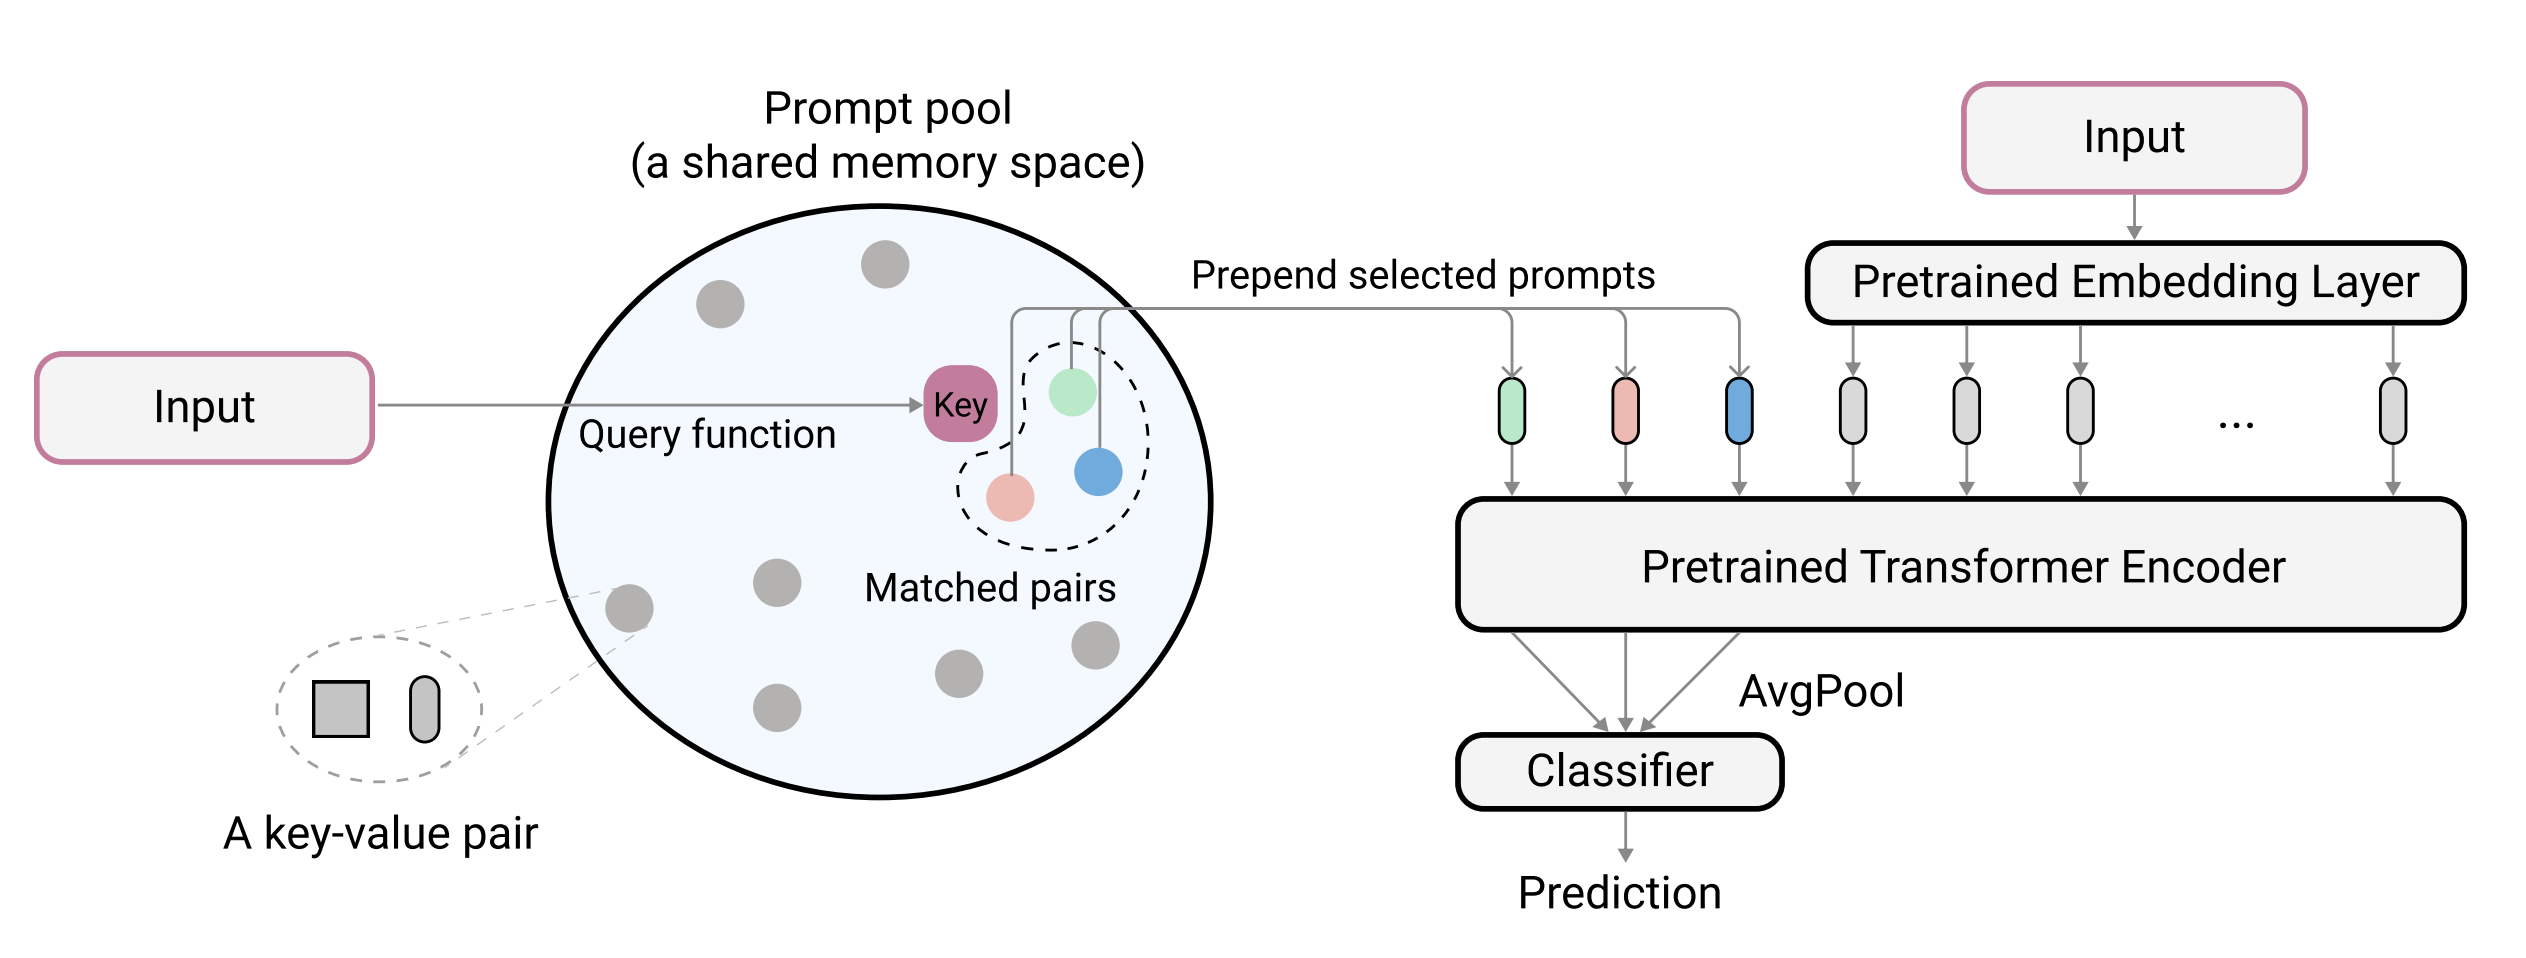 Prompt pool
(a shared memory space)
Input
Query function
Key
Matched pairs
A key-value pair
Prepend selected prompts
Input
Pretrained Embedding Layer
...
Pretrained Transformer Encoder
AvgPool
Classifier
Prediction